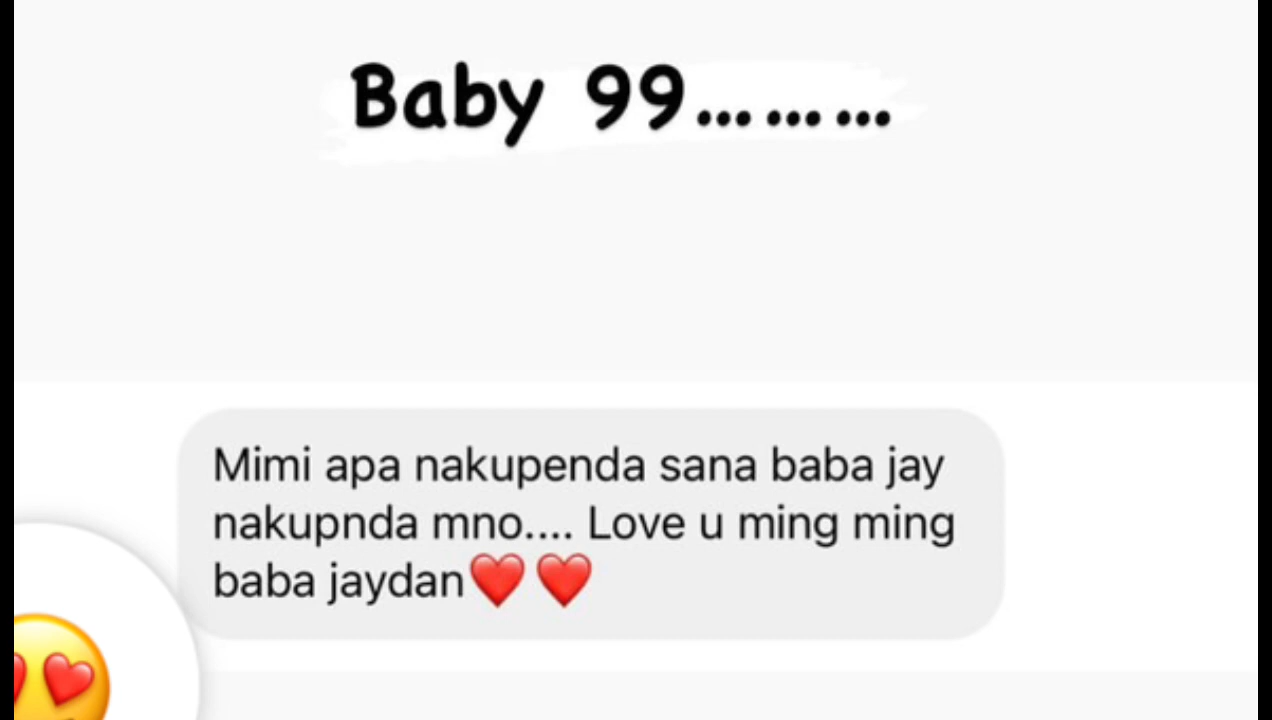 Baby 99.........
Mimi apa nakupenda sana baba jay
nakupnda mno.... Love u ming ming
baba jaydan❤️❤️